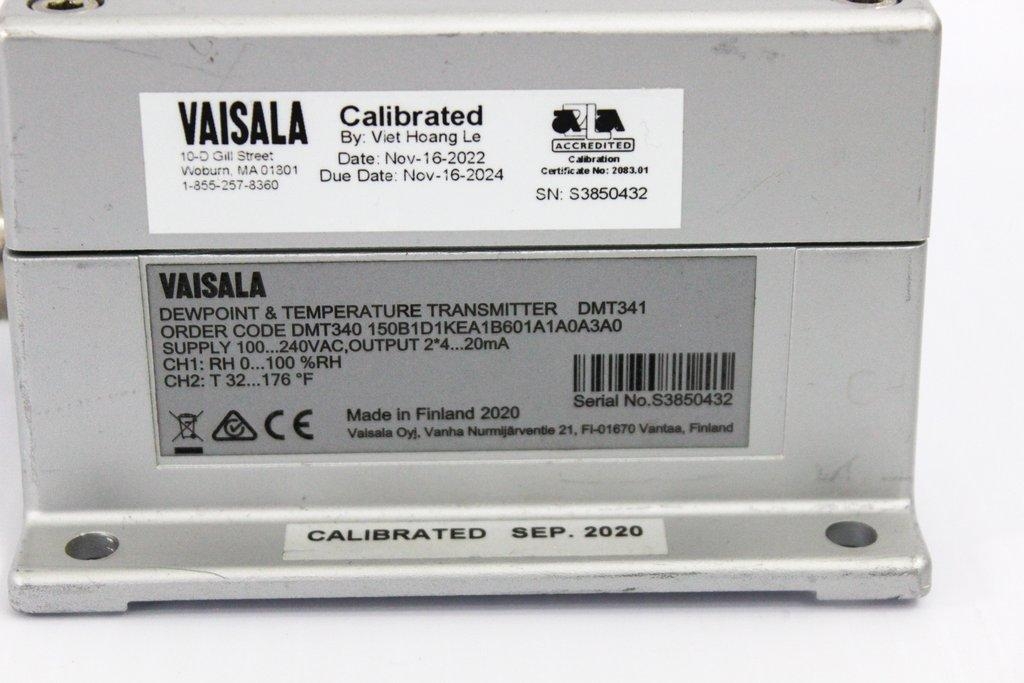 VAISALA
10-D Gill Street
Woburn, MA 01801
1-855-257-8360
Calibrated
By: Viet Hoang Le
Date: Nov-16-2022
Due Date: Nov-16-2024
a2la
ACCREDITED
Calibration
Certificate No: 2083.01
SN: S3850432
VAISALA
DEWPOINT & TEMPERATURE TRANSMITTER DMT341
ORDER CODE DMT340 150B1D1KEA1B601A1A0A3A0
SUPPLY 100...240VAC,OUTPUT 2*4...20mA
CH1: RH 0...100 %RH
CH2: T 32...176 °F
Serial No.S3850432
CE
Made in Finland 2020
Vaisala Oyj, Vanha Nurmijärventie 21, FI-01670 Vantaa, Finland
CALIBRATED SEP. 2020